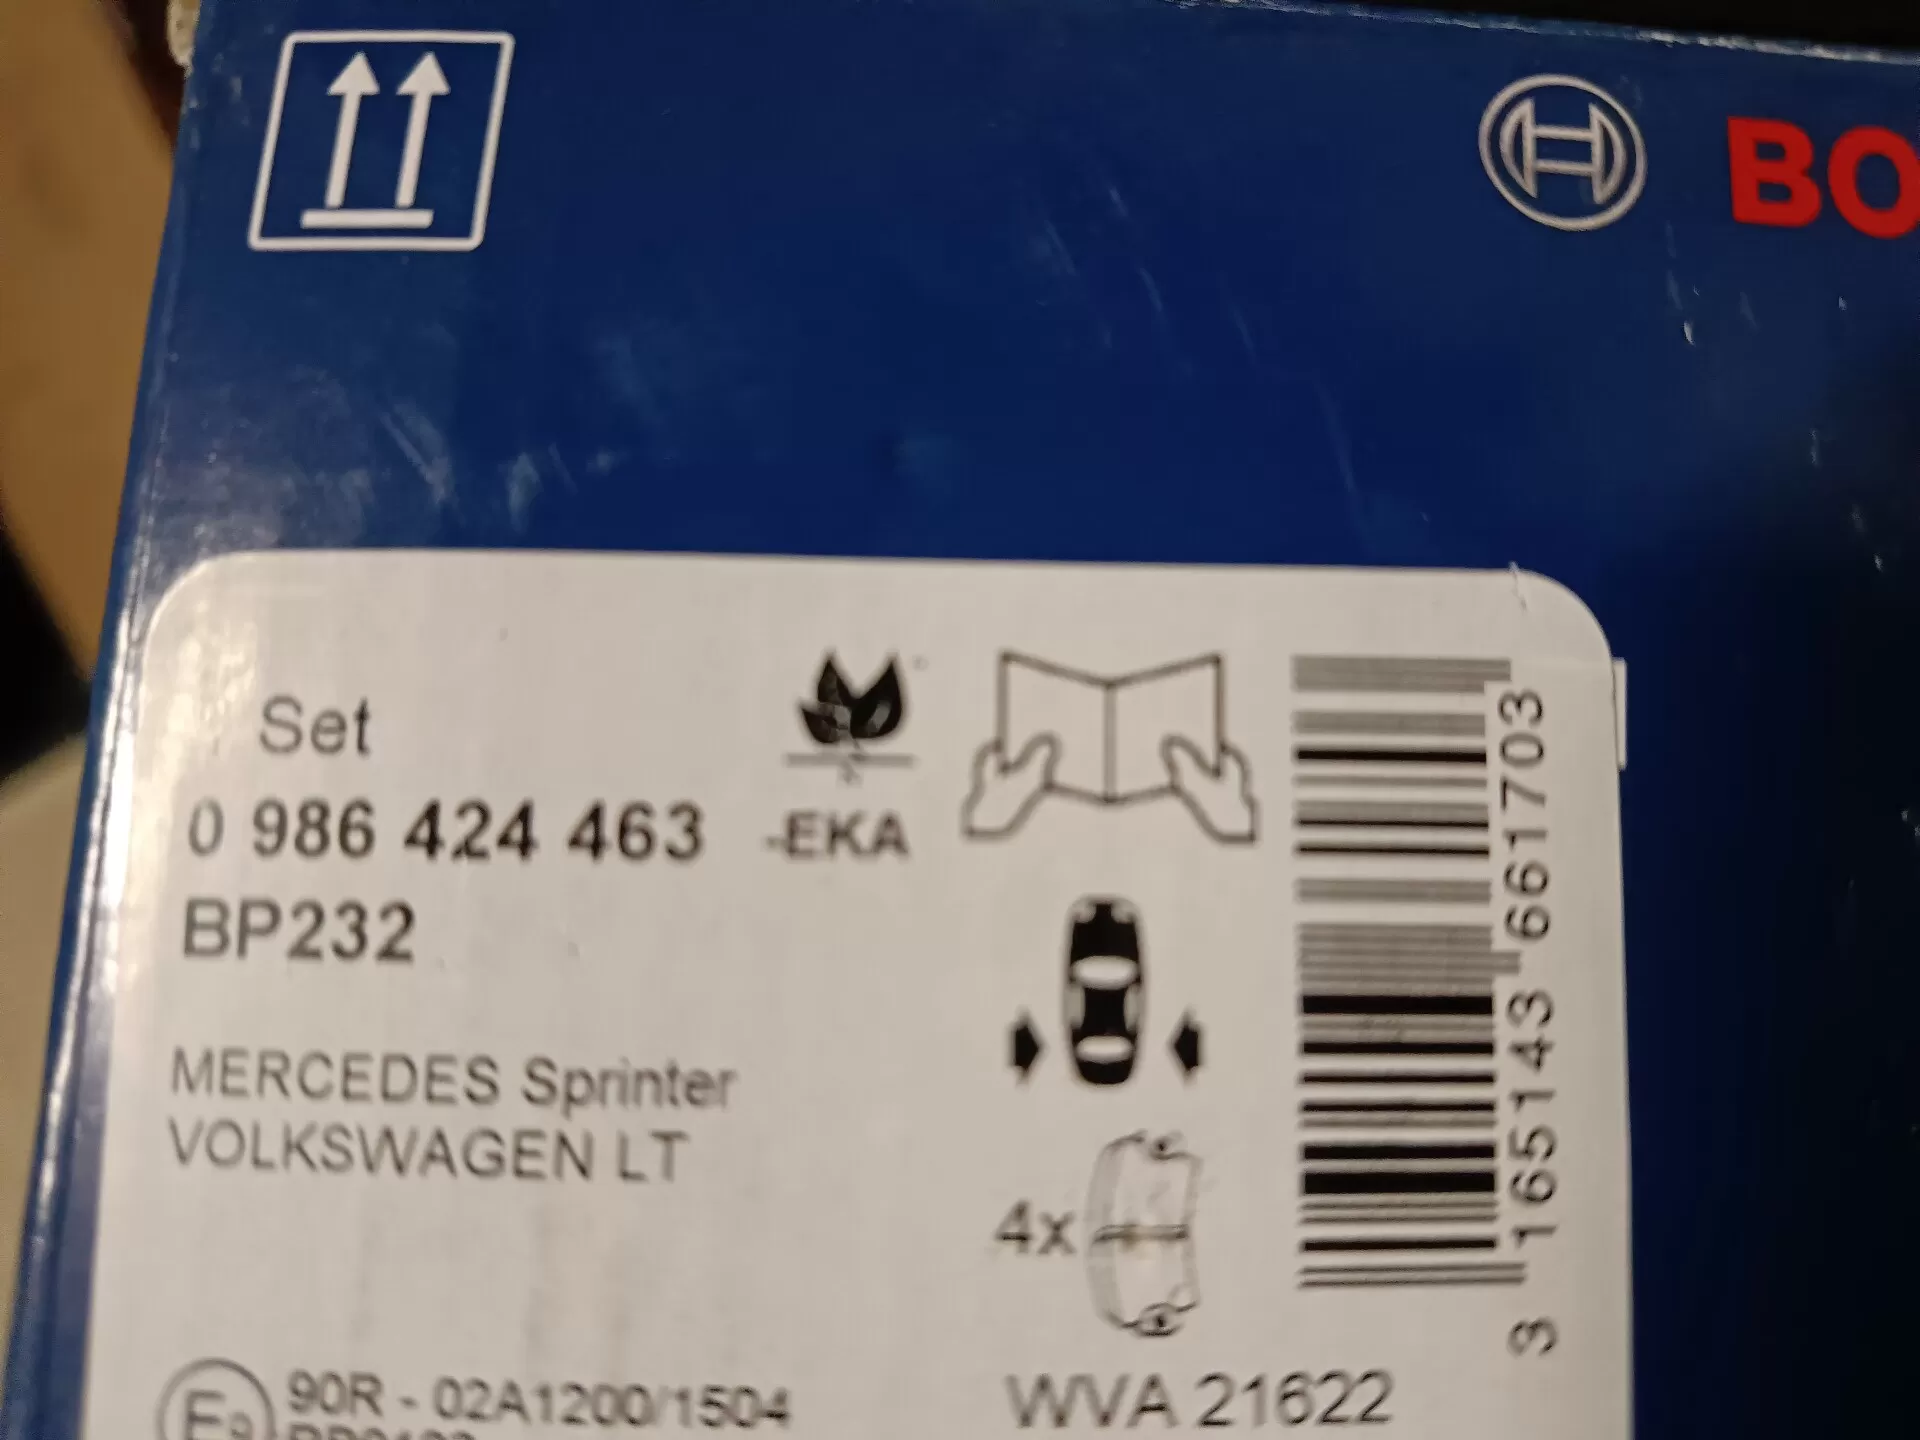 BO
Set
0 986 424 463
-EKA
BP232
MERCEDES Sprinter
VOLKSWAGEN LT
4x
3 165143 661703
E9
90R - 02A1200/1504
WVA 21622